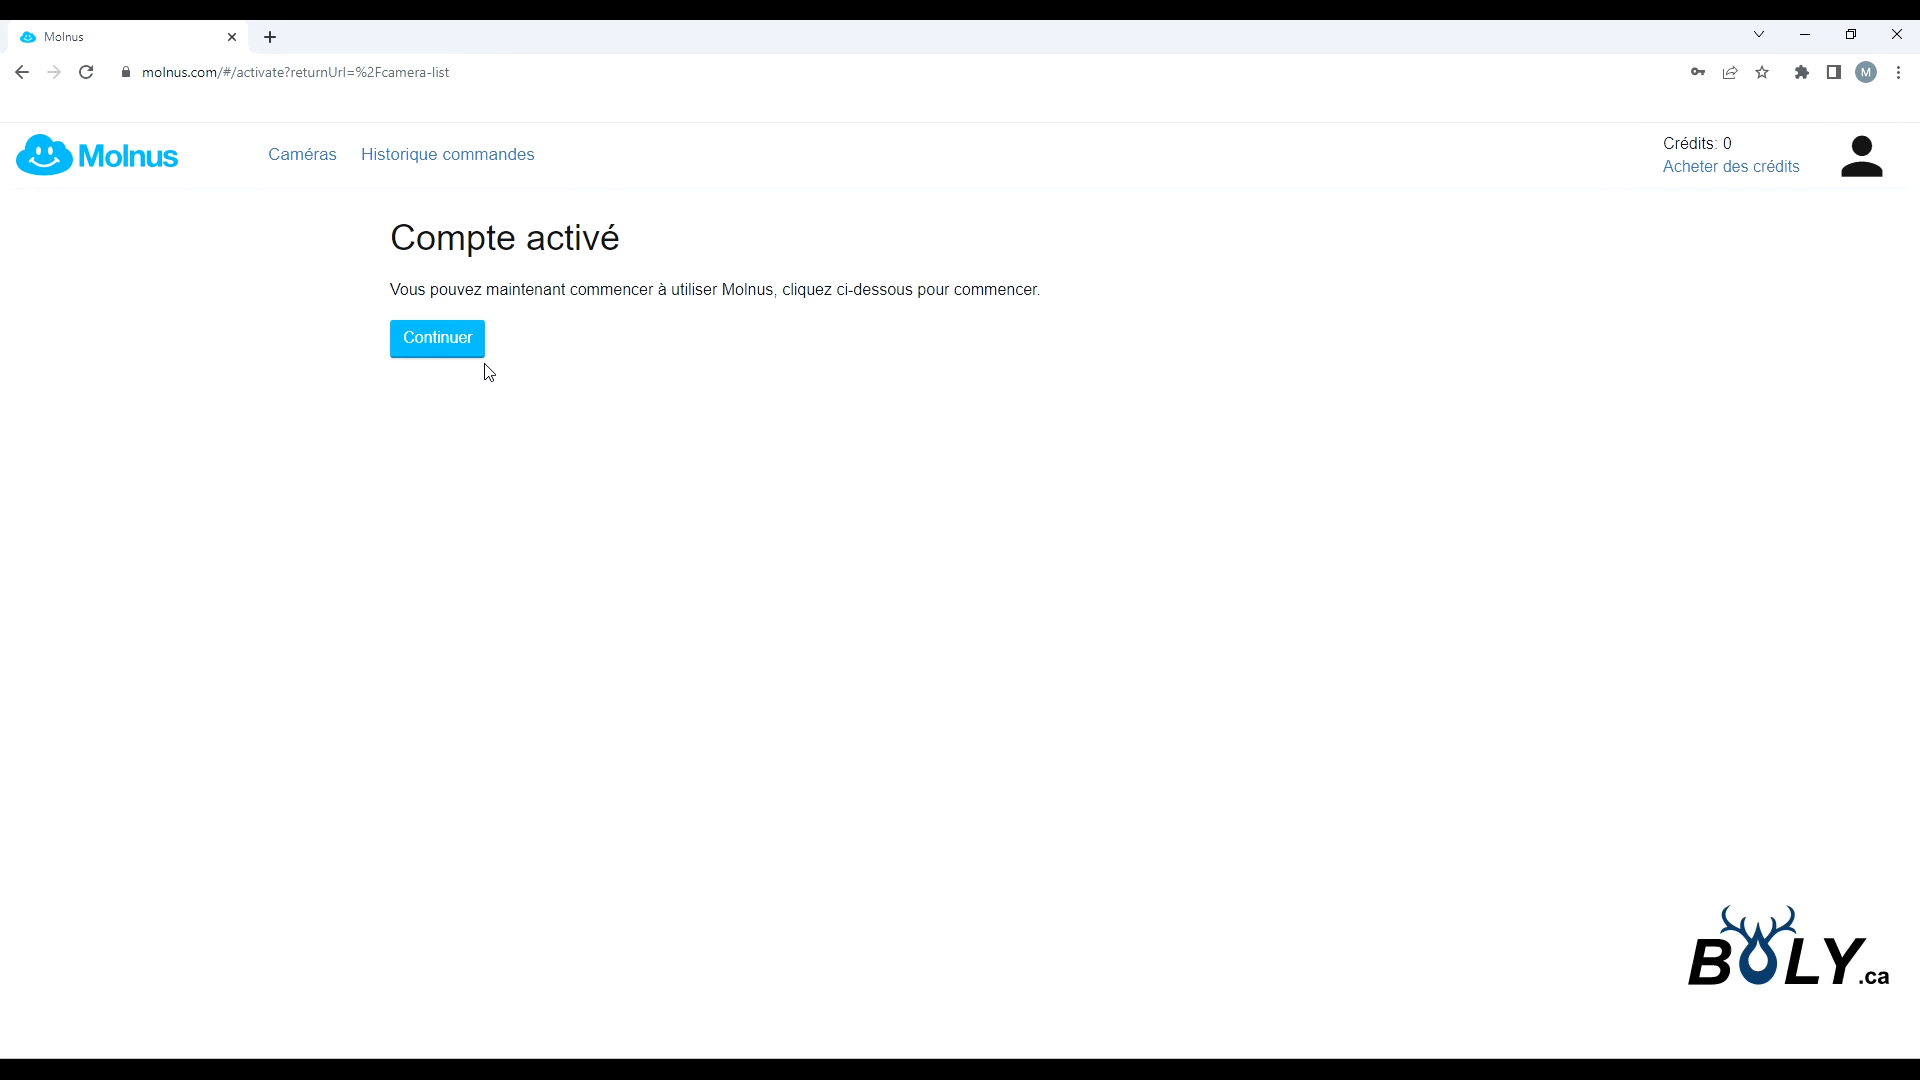 Molnus
molnus.com/#/activate?returnUrl=%2Fcamera-list
M
Molnus
Caméras
Historique commandes
Crédits: 0
Acheter des crédits
Compte activé
Vous pouvez maintenant commencer à utiliser Molnus, cliquez ci-dessous pour commencer.
Continuer
BOLY.ca